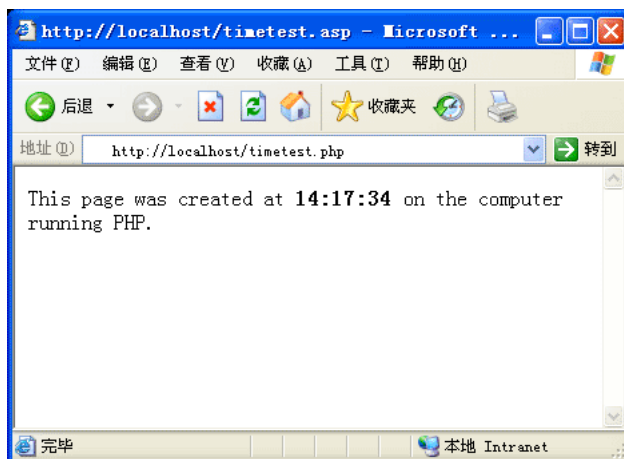 http://localhost/timetest.asp - Microsoft ...
文件(F) 编辑(E) 查看(V) 收藏(A) 工具(T) 帮助(H)
后退 收藏夹
地址(D) http://localhost/timetest.php 转到
This page was created at 14:17:34 on the computer
running PHP.
完毕 本地 Intranet